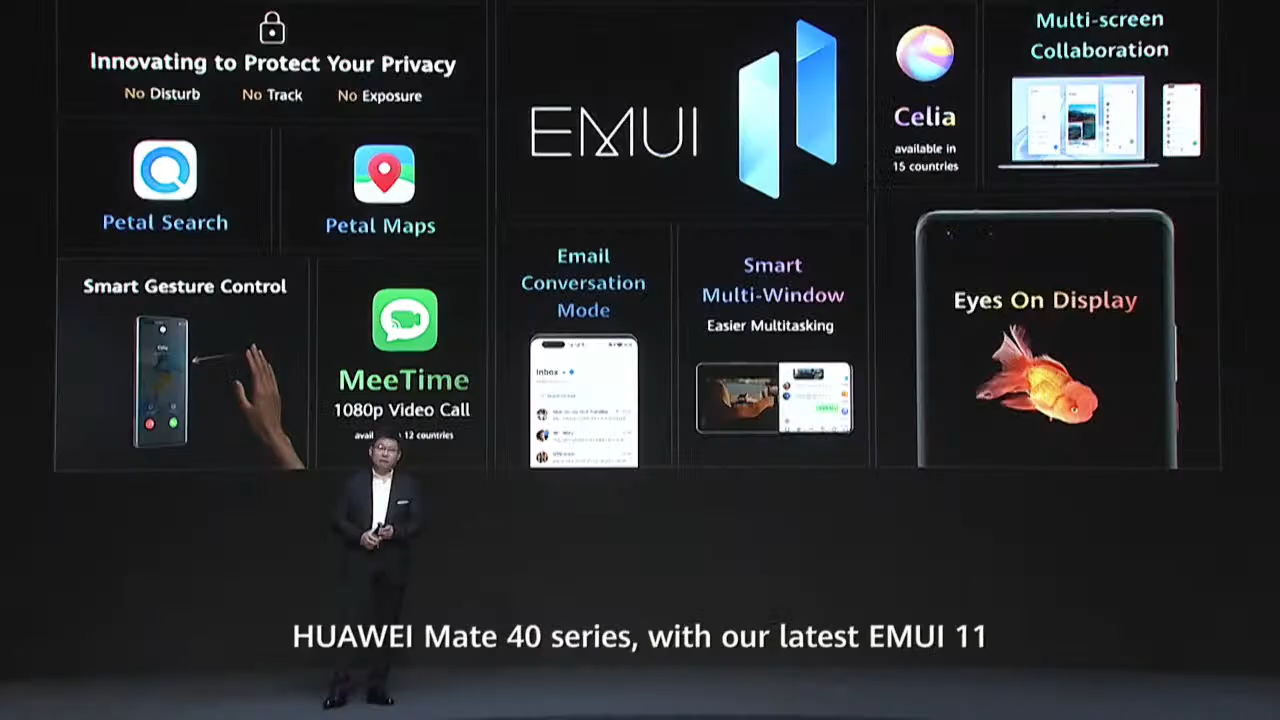 Innovating to Protect Your Privacy
No Disturb No Track No Exposure
Petal Search
Petal Maps
Smart Gesture Control
MeeTime
1080p Video Call
12 countries
EMUI 11
Email
Conversation
Mode
Inbox
Smart
Multi-Window
Easier Multitasking
Celia
available in
15 countries
Multi-screen
Collaboration
Eyes On Display
HUAWEI Mate 40 series, with our latest EMUI 11